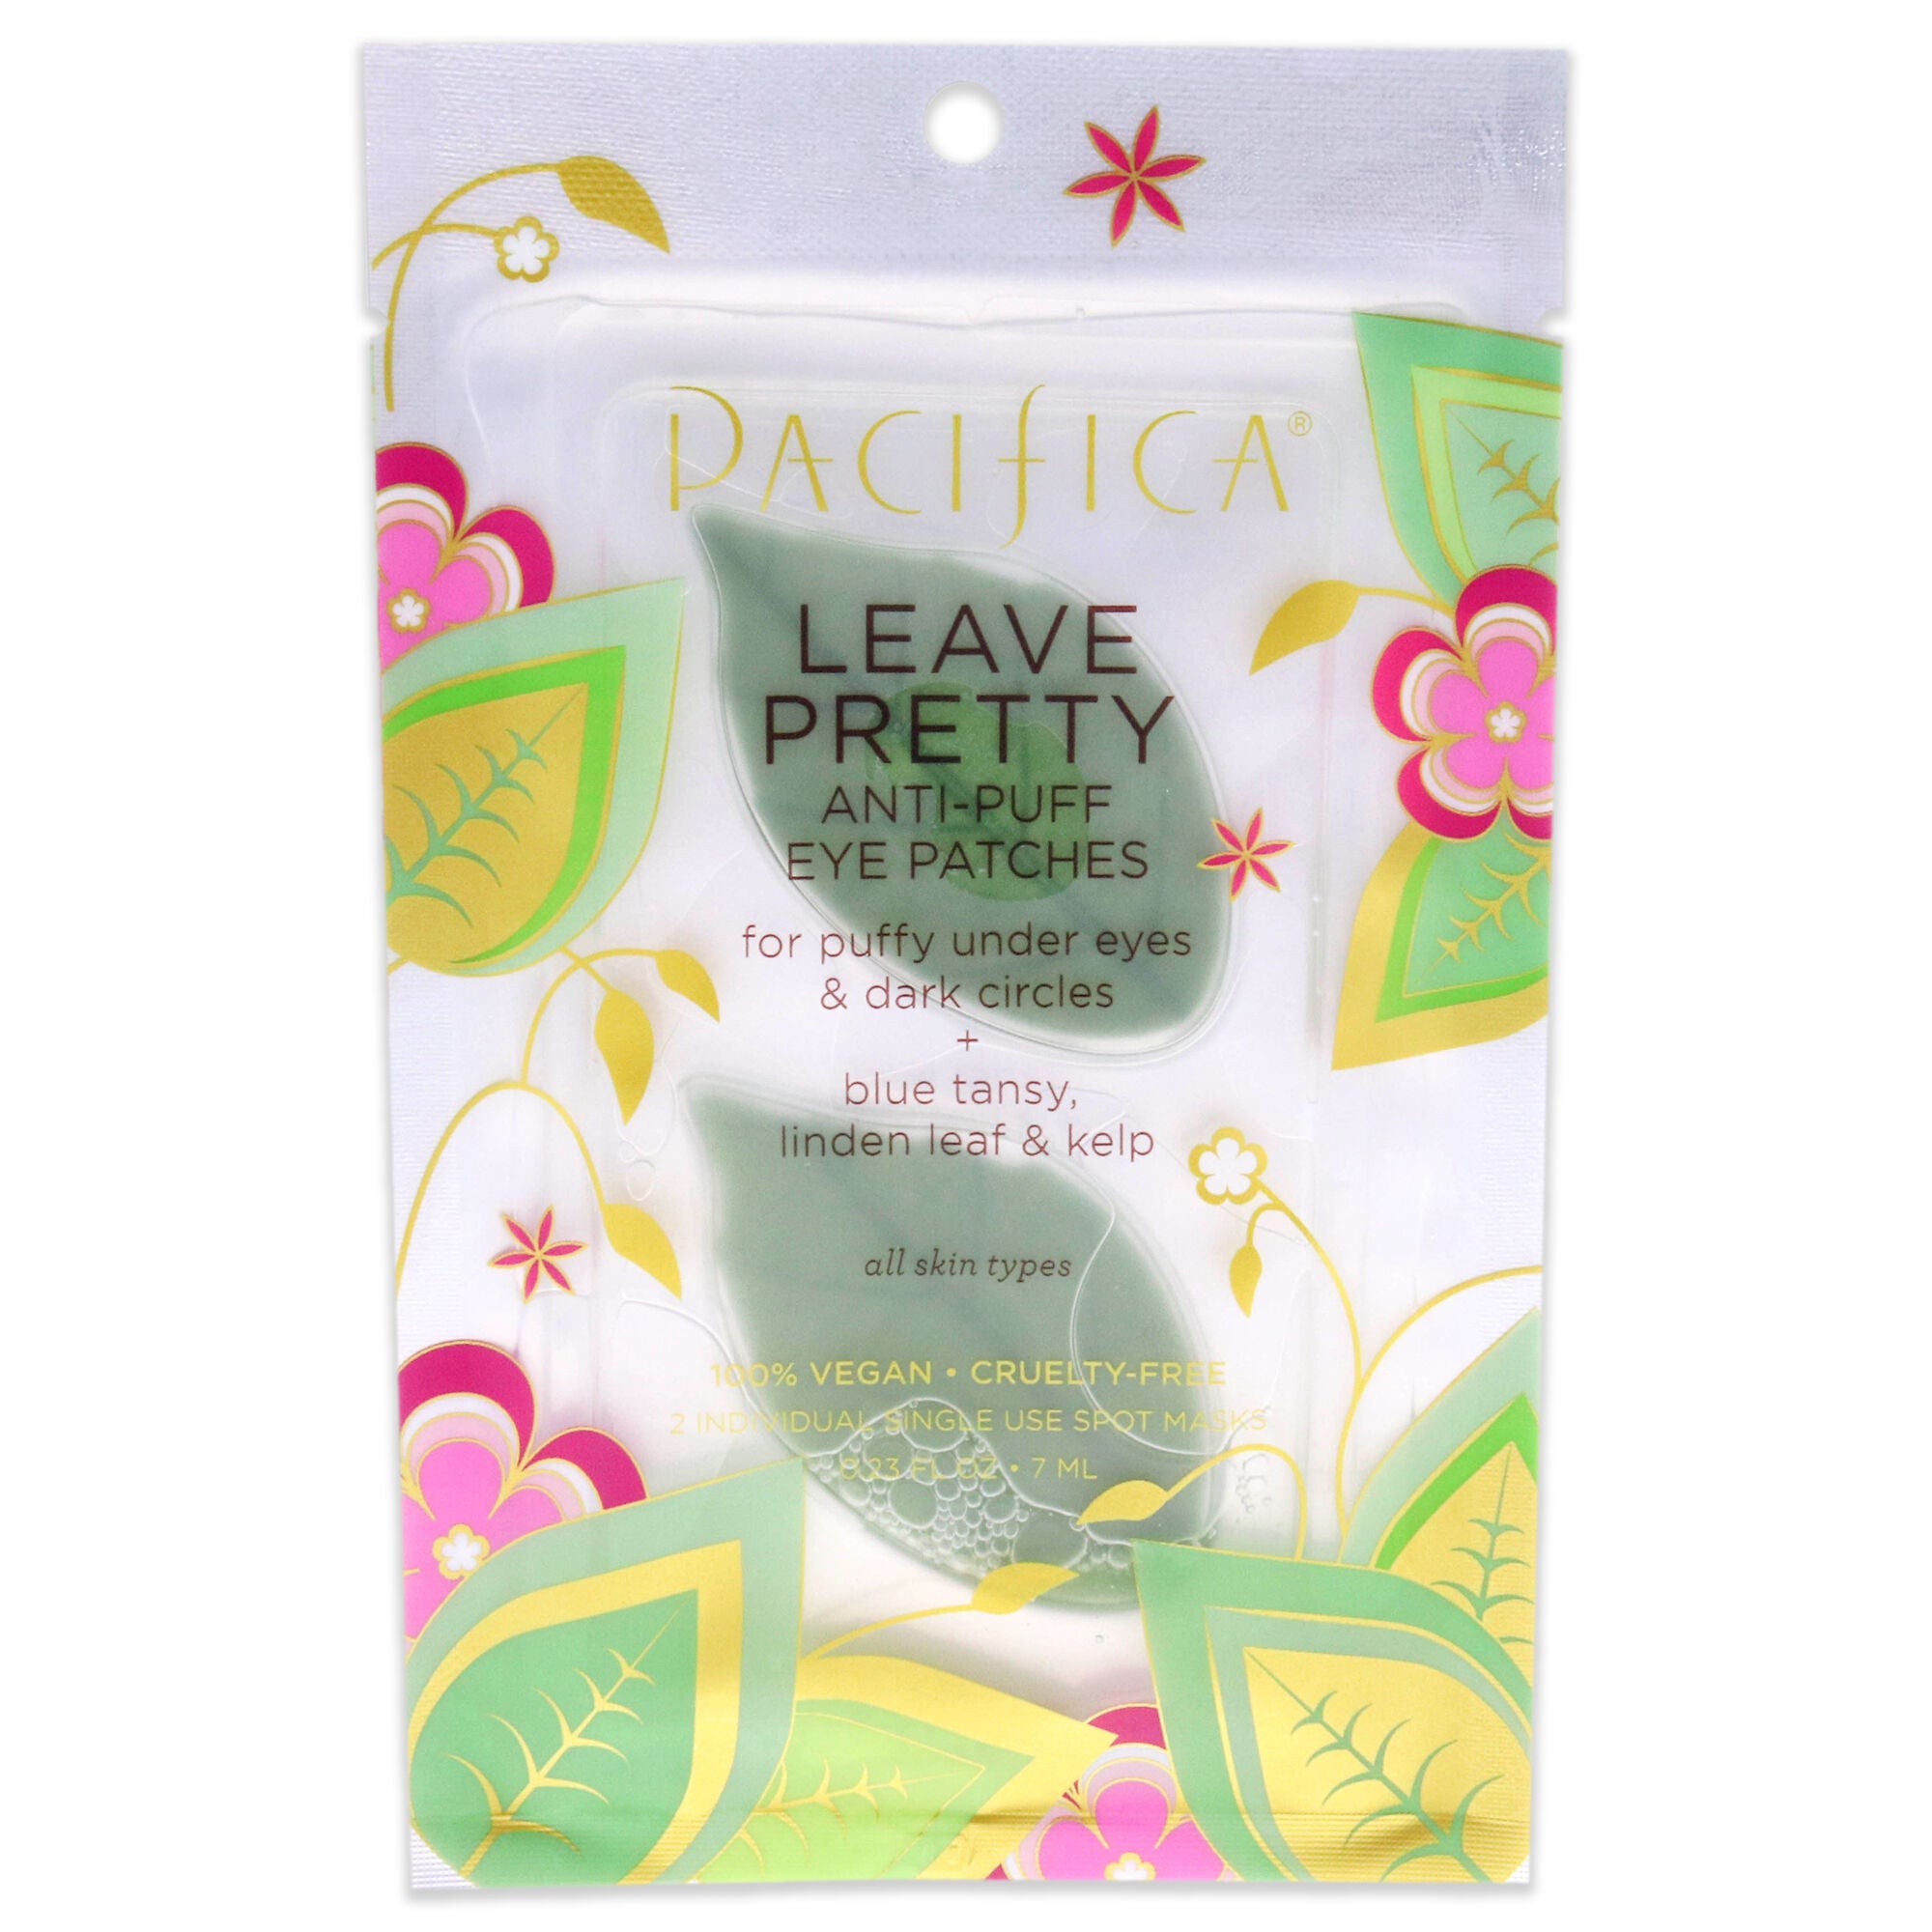 PACIFICA®
LEAVE
PRETTY
ANTI-PUFF
EYE PATCHES
for puffy under eyes
& dark circles
+
blue tansy,
linden leaf & kelp
all skin types
100% VEGAN • CRUELTY-FREE
2 INDIVIDUAL SINGLE USE SPOT MASKS
0.23 FL OZ • 7 ML